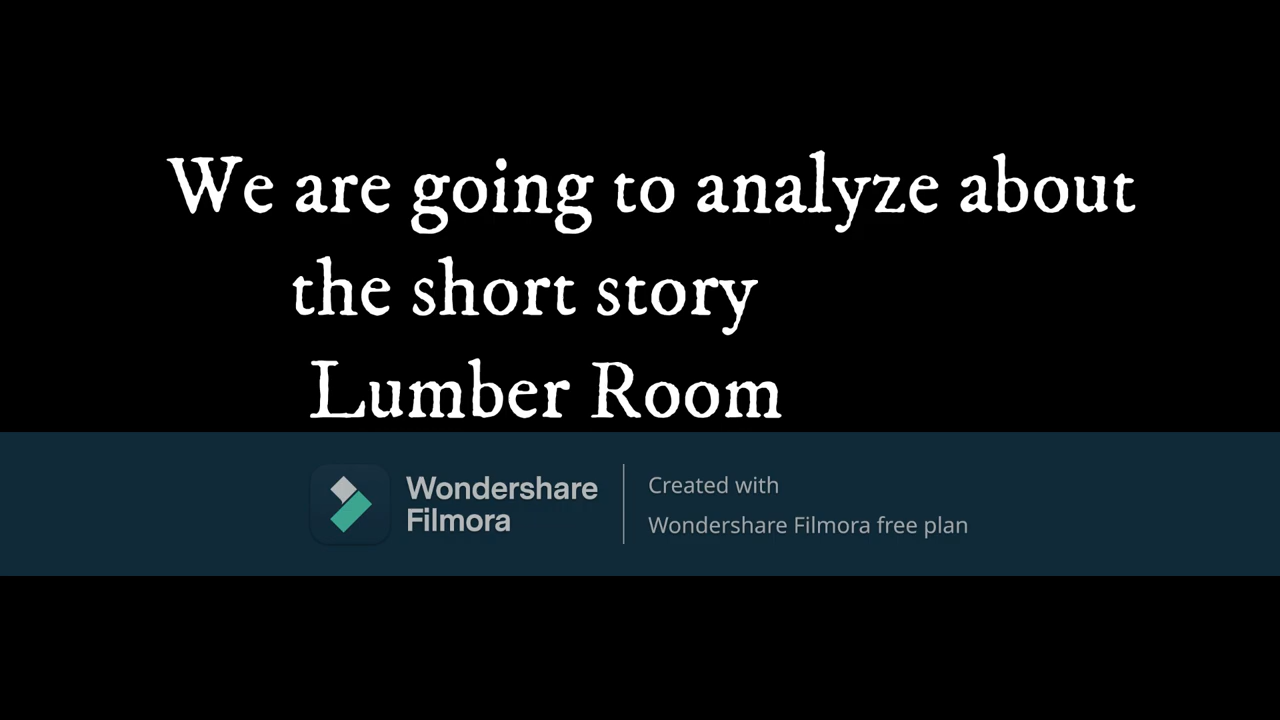 We are going to analyze about
the short story
Lumber Room
Wondershare
Filmora
Created with
Wondershare Filmora free plan